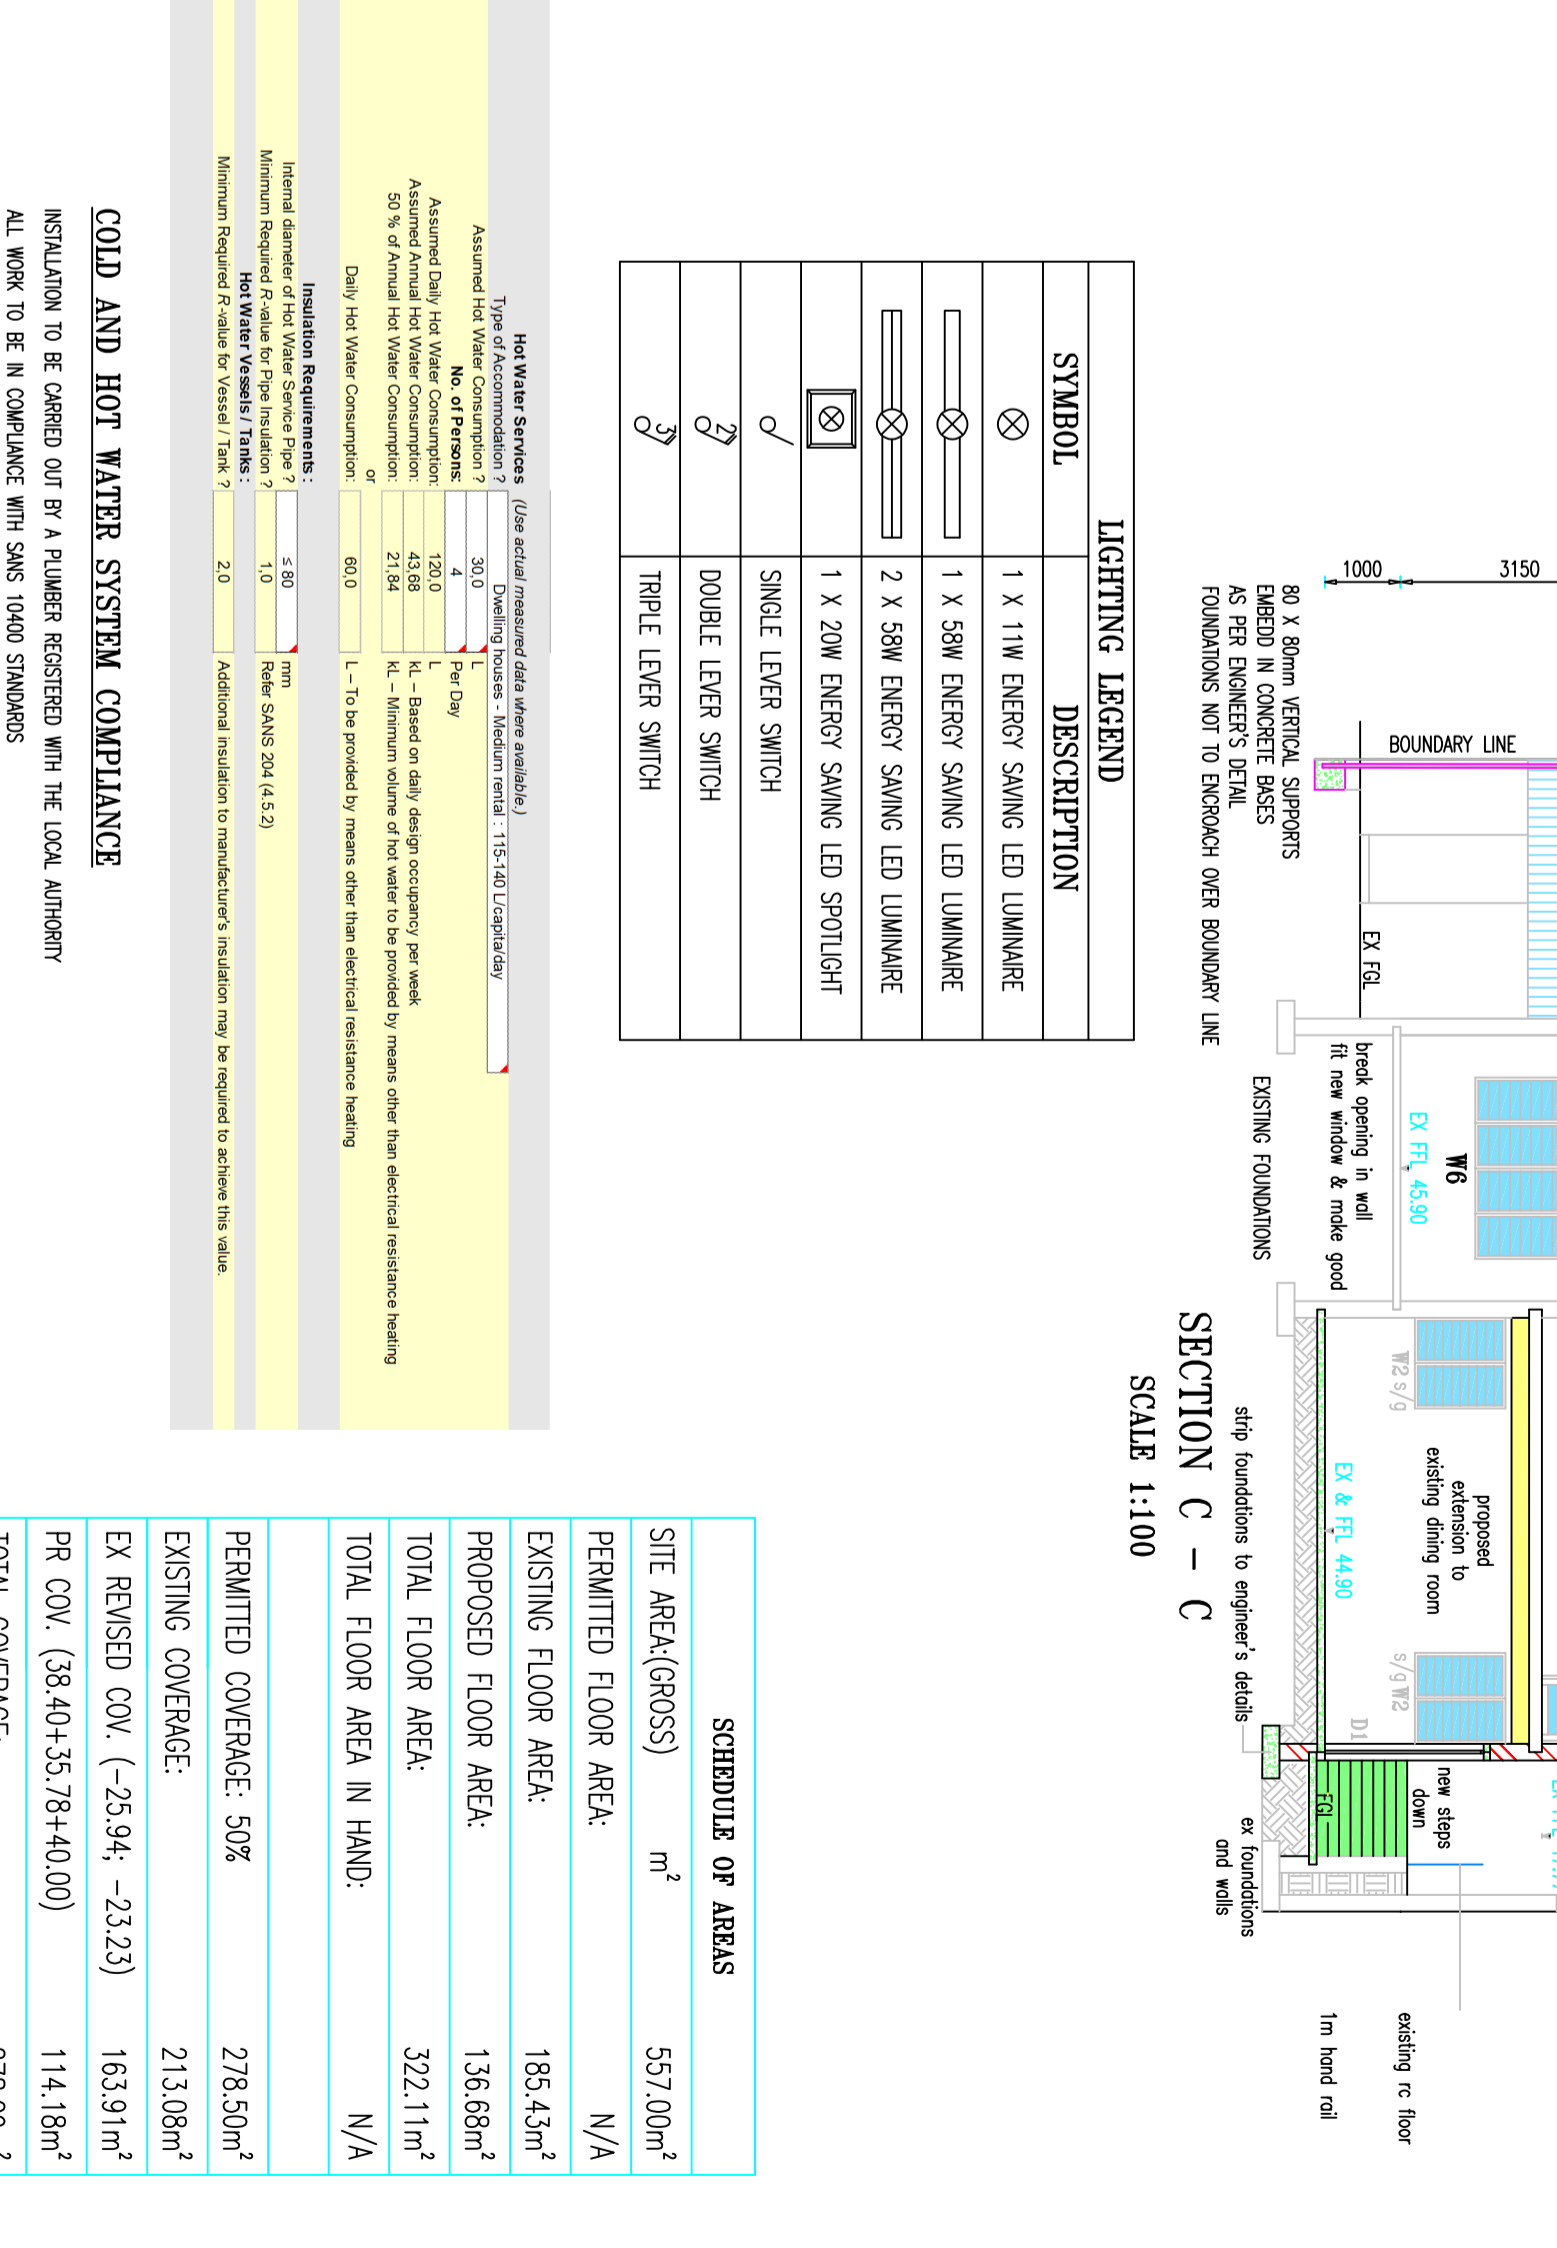 3150
1000
BOUNDARY LINE
EX FGL
80 X 80mm VERTICAL SUPPORTS
EMBEDD IN CONCRETE BASES
AS PER ENGINEER'S DETAIL
FOUNDATIONS NOT TO ENCROACH OVER BOUNDARY LINE
W6
EX FFL 45.90
break opening in wall
fit new window & make good
EXISTING FOUNDATIONS
W2 s/g
proposed
extension to
existing dining room
EX & FFL 44.90
s/g W2
D1
strip foundations to engineer's details
new steps
down
FGL
ex foundations
and walls
existing rc floor
1m hand rail
SECTION C - C
SCALE 1:100
LIGHTING LEGEND
SYMBOL DESCRIPTION
1 X 11W ENERGY SAVING LED LUMINAIRE
1 X 58W ENERGY SAVING LED LUMINAIRE
2 X 58W ENERGY SAVING LED LUMINAIRE
1 X 20W ENERGY SAVING LED SPOTLIGHT
SINGLE LEVER SWITCH
2 DOUBLE LEVER SWITCH
3 TRIPLE LEVER SWITCH
Hot Water Services (Use actual measured data where available.)
Type of Accommodation ? Dwelling houses - Medium rental : 115-140 L/capita/day
Assumed Hot Water Consumption ? 30,0 L
No. of Persons: 4 Per Day
Assumed Daily Hot Water Consumption: 120,0 L
Assumed Annual Hot Water Consumption: 43,68 kL – Based on daily design occupancy per week
50 % of Annual Hot Water Consumption: 21,84 kL – Minimum volume of hot water to be provided by means other than electrical resistance heating
or
Daily Hot Water Consumption: 60,0 L – To be provided by means other than electrical resistance heating
Insulation Requirements :
Internal diameter of Hot Water Service Pipe ? ≤ 80 mm
Minimum Required R-value for Pipe Insulation ? 1,0 Refer SANS 204 (4.5.2)
Hot Water Vessels / Tanks :
Minimum Required R-value for Vessel / Tank ? 2,0 Additional insulation to manufacturer's insulation may be required to achieve this value.
COLD AND HOT WATER SYSTEM COMPLIANCE
INSTALLATION TO BE CARRIED OUT BY A PLUMBER REGISTERED WITH THE LOCAL AUTHORITY
ALL WORK TO BE IN COMPLIANCE WITH SANS 10400 STANDARDS
SCHEDULE OF AREAS
SITE AREA:(GROSS) m² 557.00m²
PERMITTED FLOOR AREA: N/A
EXISTING FLOOR AREA: 185.43m²
PROPOSED FLOOR AREA: 136.68m²
TOTAL FLOOR AREA: 322.11m²
TOTAL FLOOR AREA IN HAND: N/A
PERMITTED COVERAGE: 50% 278.50m²
EXISTING COVERAGE: 213.08m²
EX REVISED COV. (-25.94; -23.23) 163.91m²
PR COV. (38.40+35.78+40.00) 114.18m²
TOTAL COVERAGE: